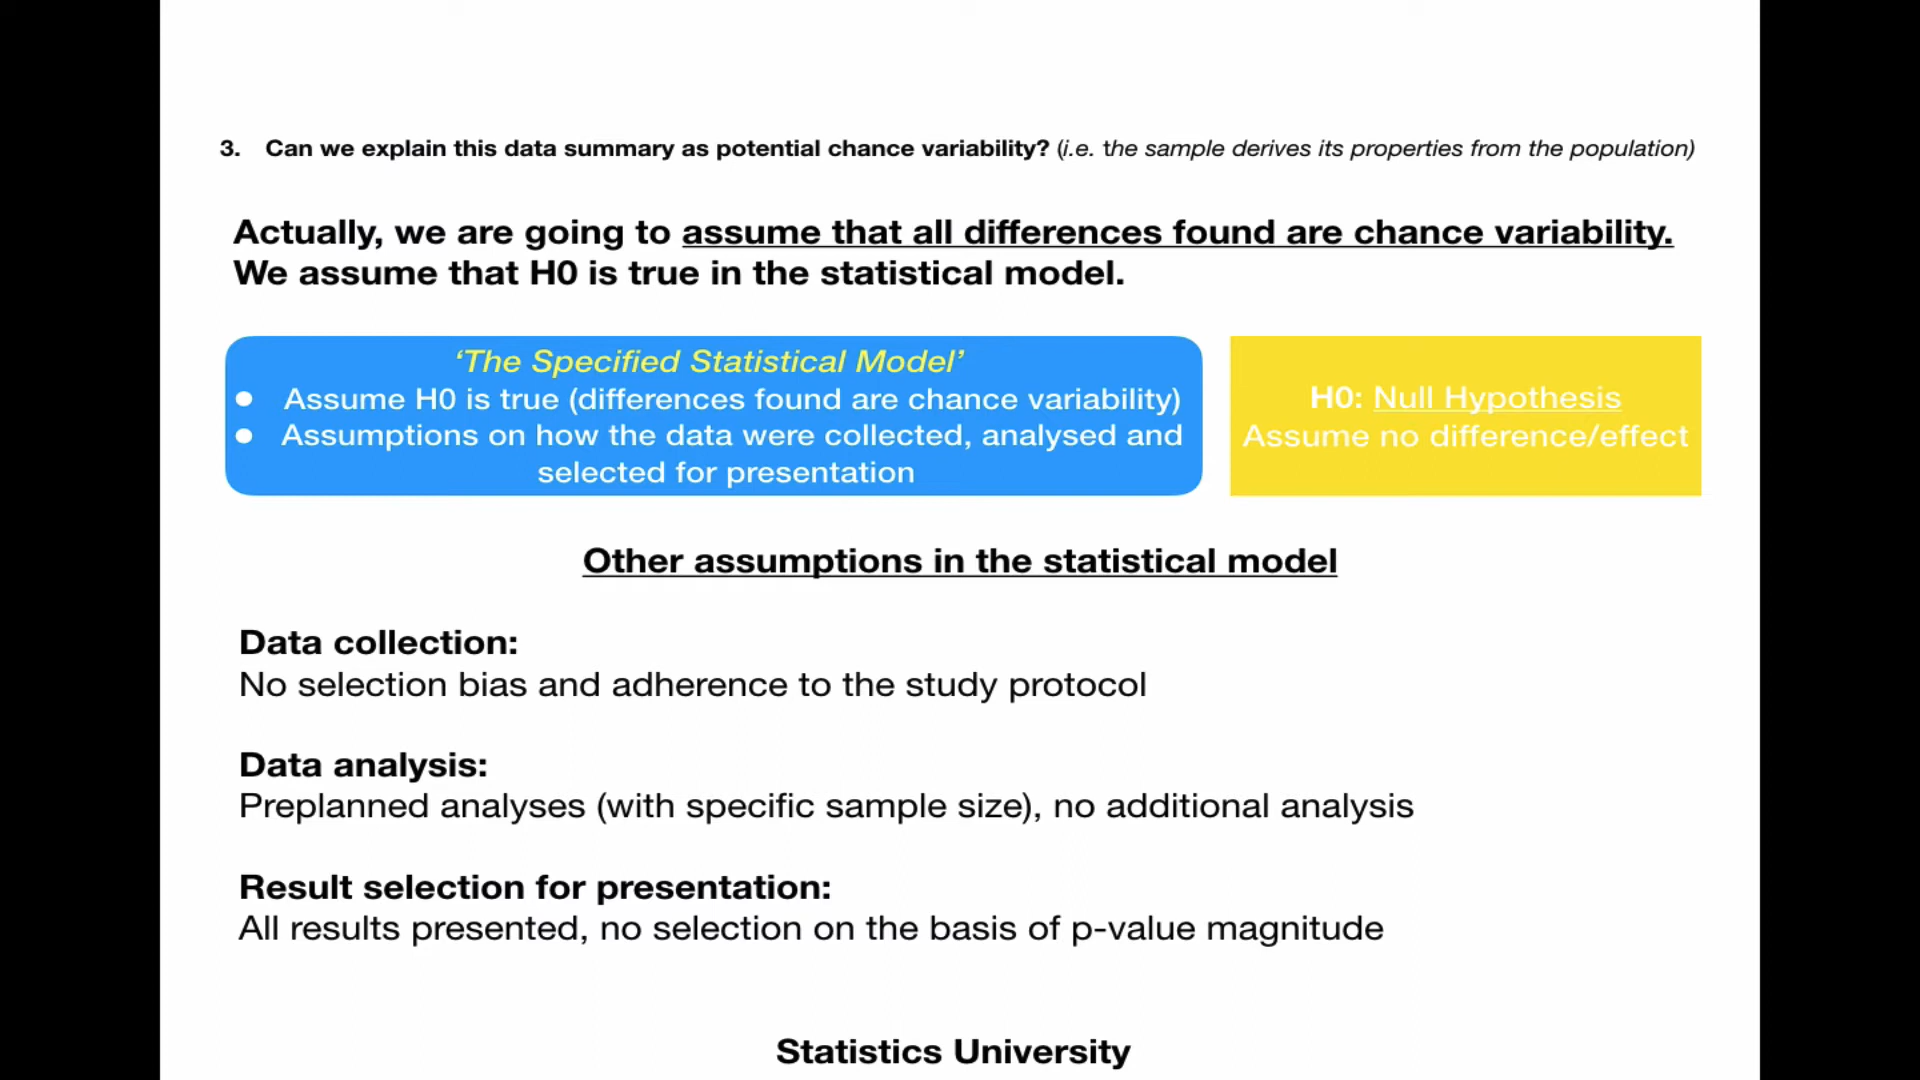 3. Can we explain this data summary as potential chance variability? (i.e. the sample derives its properties from the population)
Actually, we are going to assume that all differences found are chance variability.
We assume that H0 is true in the statistical model.
‘The Specified Statistical Model’
● Assume H0 is true (differences found are chance variability)
● Assumptions on how the data were collected, analysed and
selected for presentation
H0: Null Hypothesis
Assume no difference/effect
Other assumptions in the statistical model
Data collection:
No selection bias and adherence to the study protocol
Data analysis:
Preplanned analyses (with specific sample size), no additional analysis
Result selection for presentation:
All results presented, no selection on the basis of p-value magnitude
Statistics University